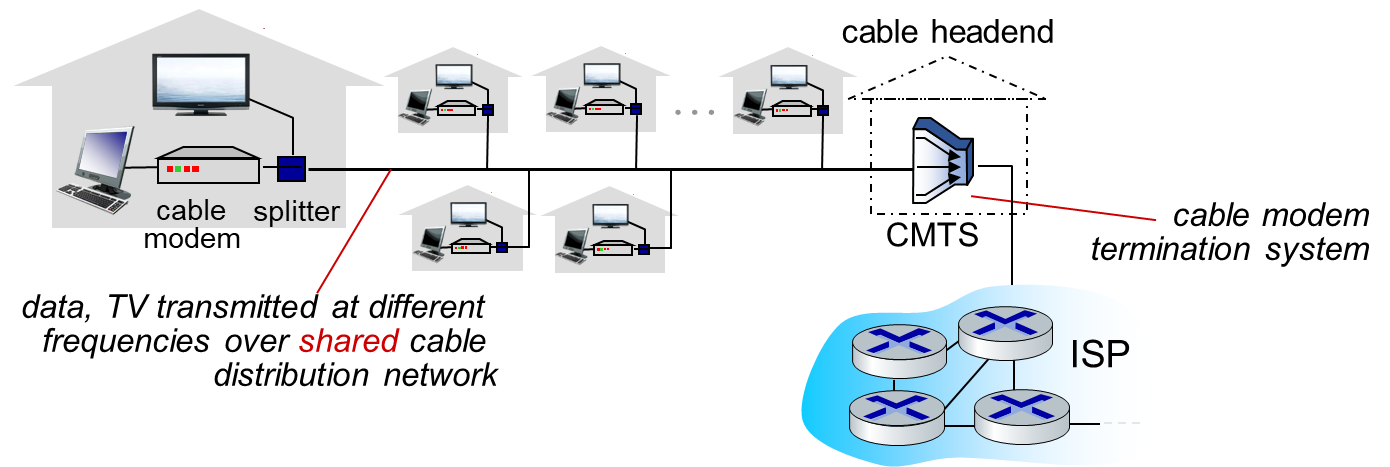 cable headend
cable
modem
splitter
CMTS
cable modem
termination system
data, TV transmitted at different
frequencies over shared cable
distribution network
ISP